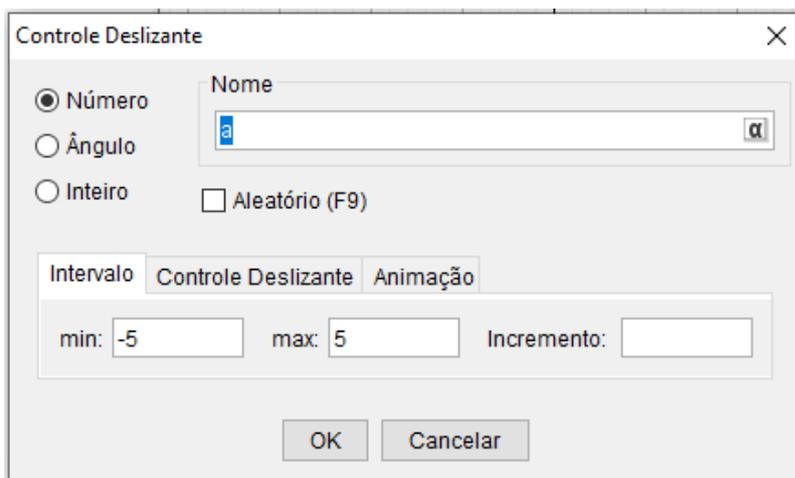 Controle Deslizante
Número
Nome
a
α
Ângulo
Inteiro
Aleatório (F9)
Intervalo Controle Deslizante Animação
min: -5 max: 5 Incremento:
OK Cancelar